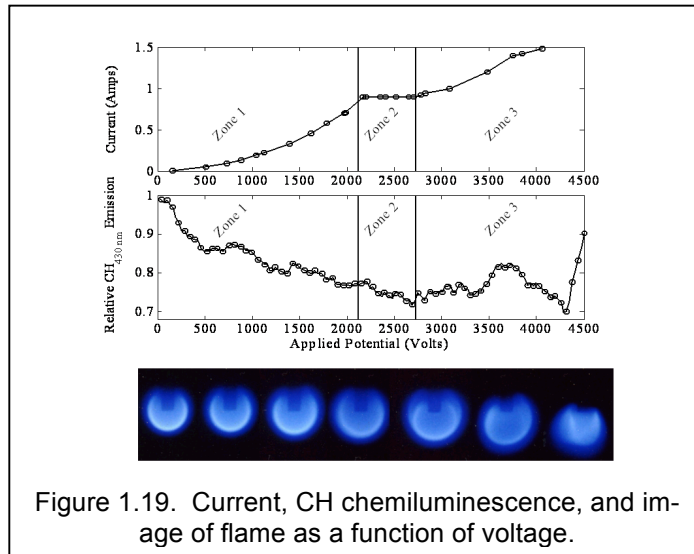 1.5
1
0.5
0
Current (Amps)
Zone 1
Zone 2
Zone 3
0 500 1000 1500 2000 2500 3000 3500 4000 4500
1
0.9
0.8
0.7
Relative CH430 nm Emission
Zone 1
Zone 2
Zone 3
0 500 1000 1500 2000 2500 3000 3500 4000 4500
Applied Potential (Volts)
Figure 1.19. Current, CH chemiluminescence, and im-
age of flame as a function of voltage.